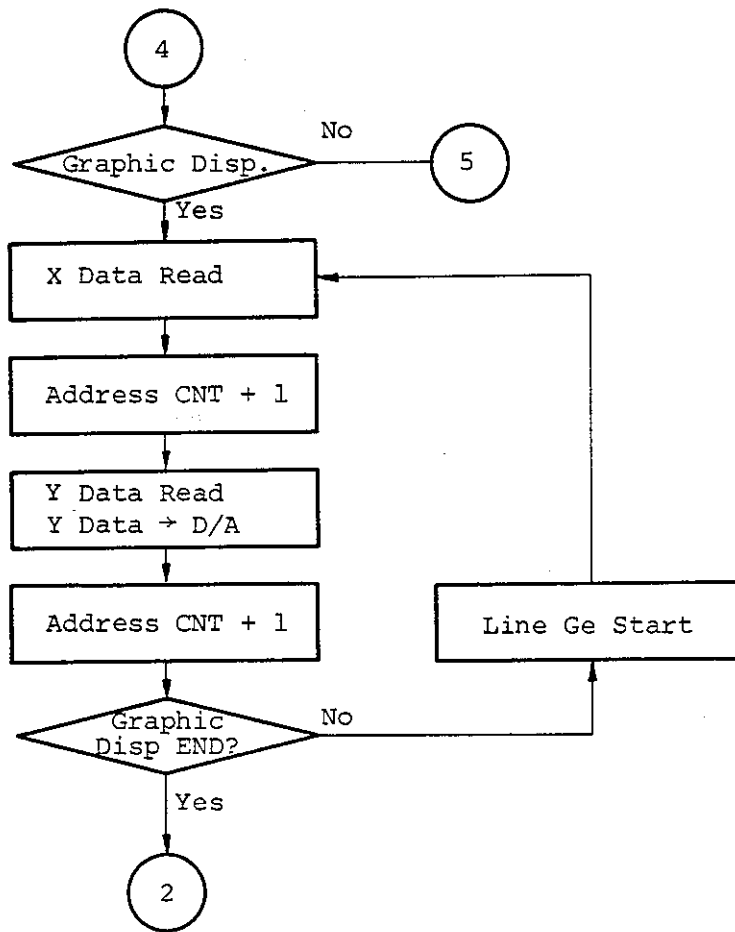 4
Graphic Disp.
No
5
Yes
X Data Read
Address CNT + 1
Y Data Read
Y Data → D/A
Address CNT + 1
Line Ge Start
Graphic
Disp END?
No
Yes
2